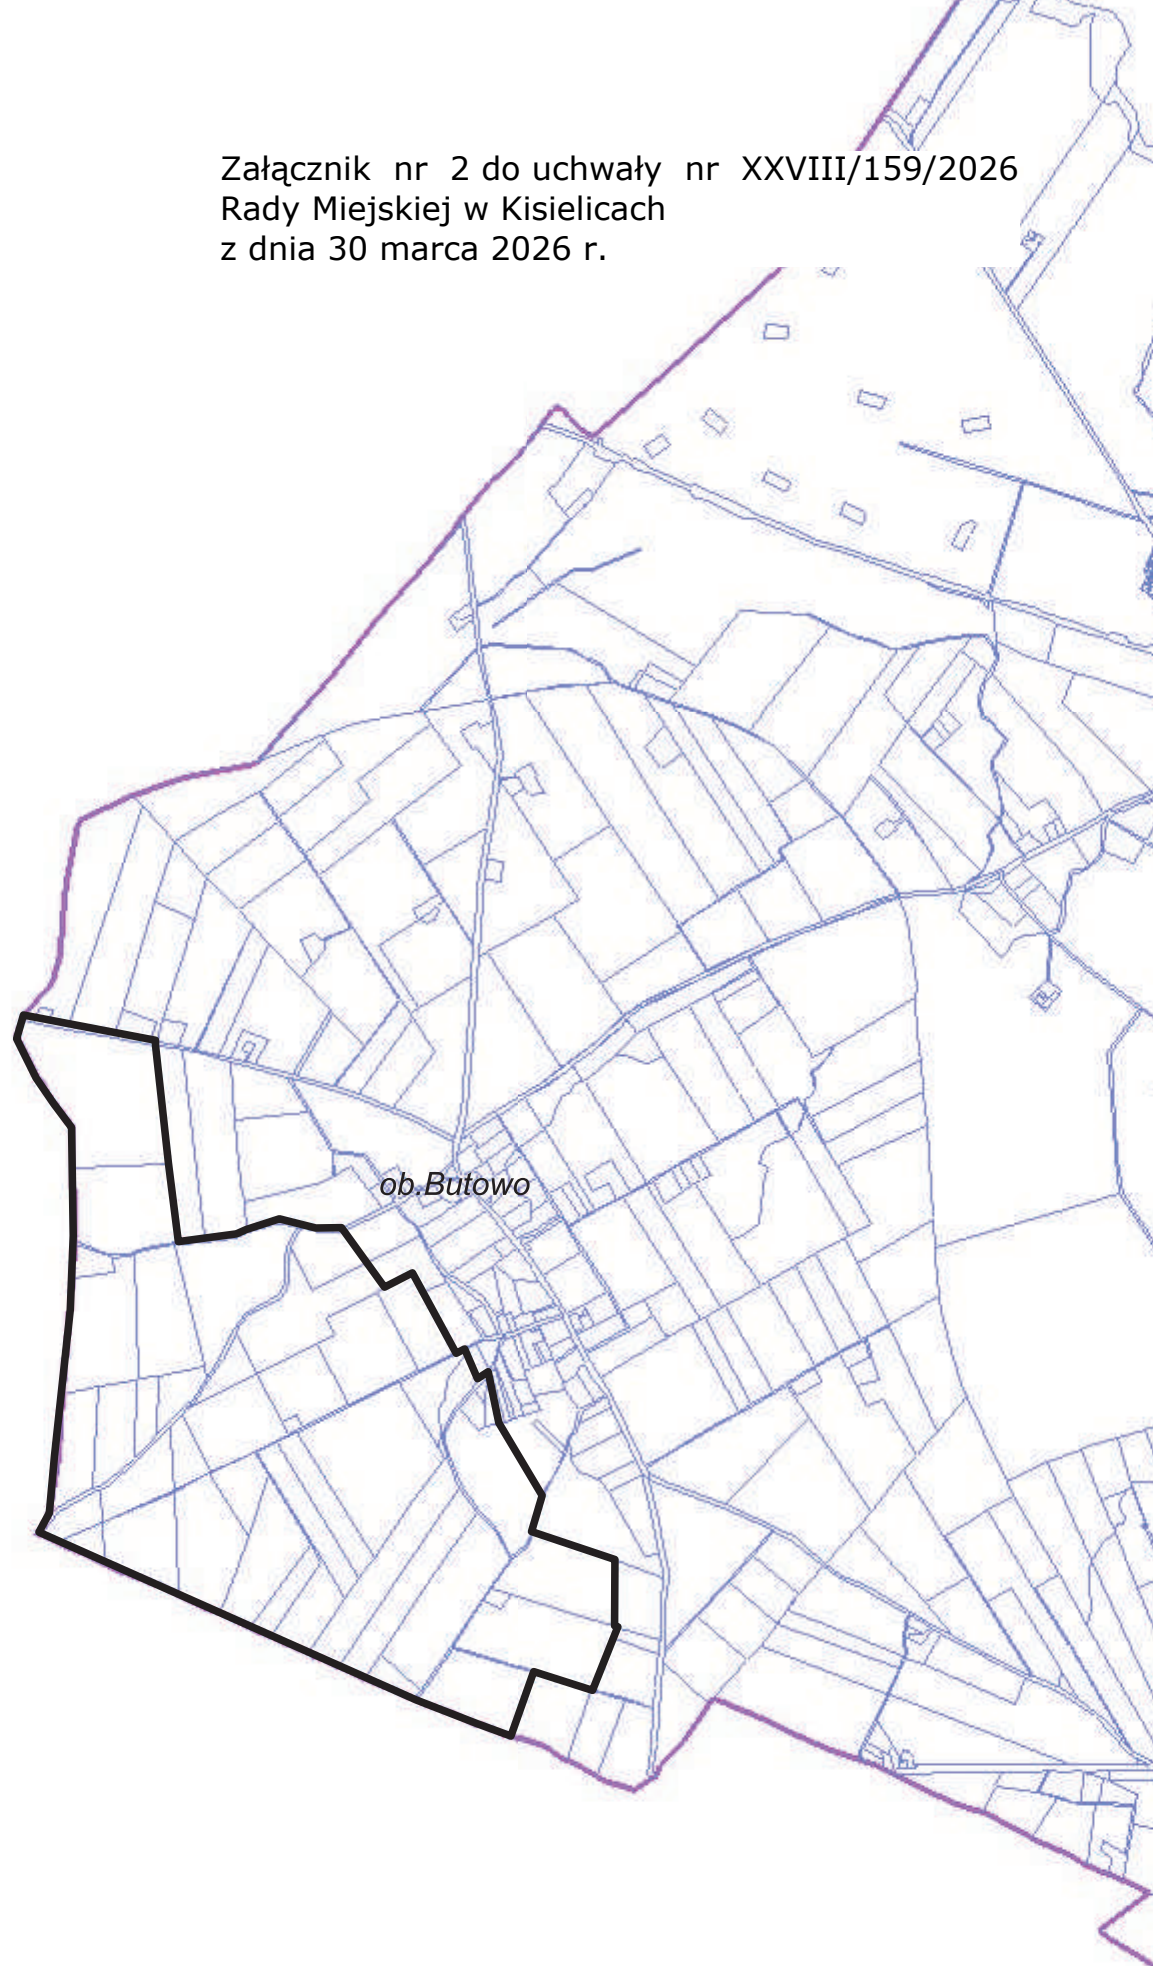 Załącznik nr 2 do uchwały nr XXVIII/159/2026
Rady Miejskiej w Kisielicach
z dnia 30 marca 2026 r.
ob.Butowo